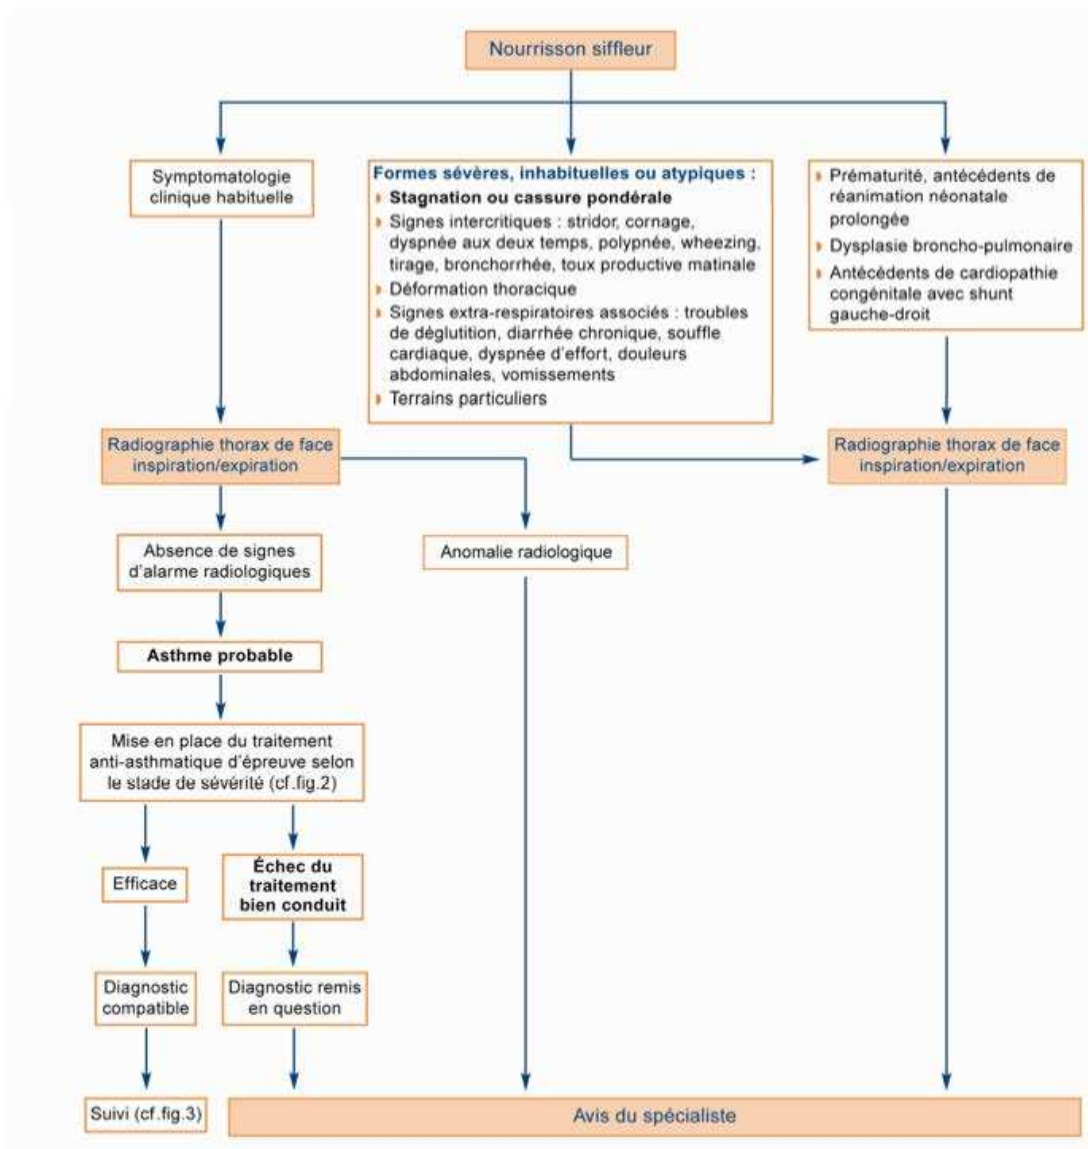 Nourrisson siffleur
Symptomatologie
clinique habituelle
Formes sévères, inhabituelles ou atypiques :
Stagnation ou cassure pondérale
Signes intercritiques : stridor, cornage,
dyspnée aux deux temps, polypnée, wheezing,
tirage, bronchorrhée, toux productive matinale
Déformation thoracique
Signes extra-respiratoires associés : troubles
de déglutition, diarrhée chronique, souffle
cardiaque, dyspnée d'effort, douleurs
abdominales, vomissements
Terrains particuliers
Prématurité, antécédents de
réanimation néonatale
prolongée
Dysplasie broncho-pulmonaire
Antécédents de cardiopathie
congénitale avec shunt
gauche-droit
Radiographie thorax de face
inspiration/expiration
Radiographie thorax de face
inspiration/expiration
Absence de signes
d'alarme radiologiques
Anomalie radiologique
Asthme probable
Mise en place du traitement
anti-asthmatique d'épreuve selon
le stade de sévérité (cf.fig.2)
Efficace
Échec du
traitement
bien conduit
Diagnostic
compatible
Diagnostic remis
en question
Suivi (cf.fig.3)
Avis du spécialiste